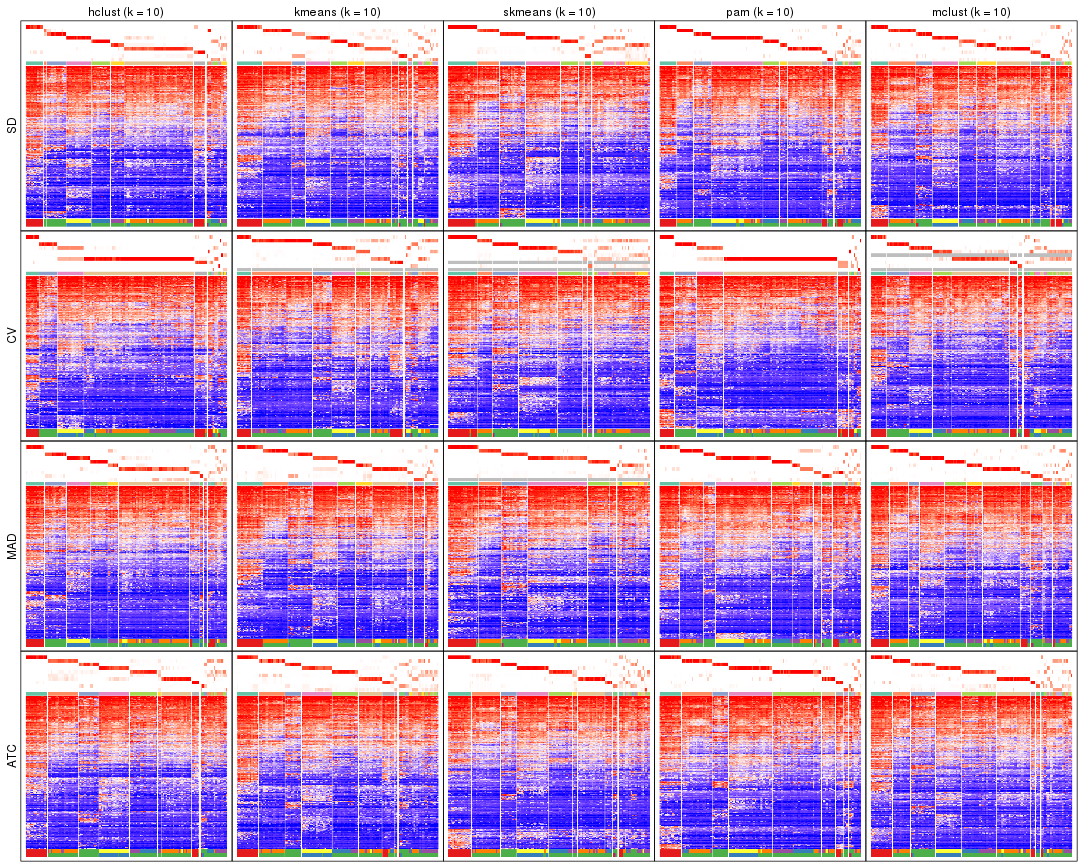 hclust (k = 10)
kmeans (k = 10)
skmeans (k = 10)
pam (k = 10)
mclust (k = 10)
SD
CV
MAD
ATC